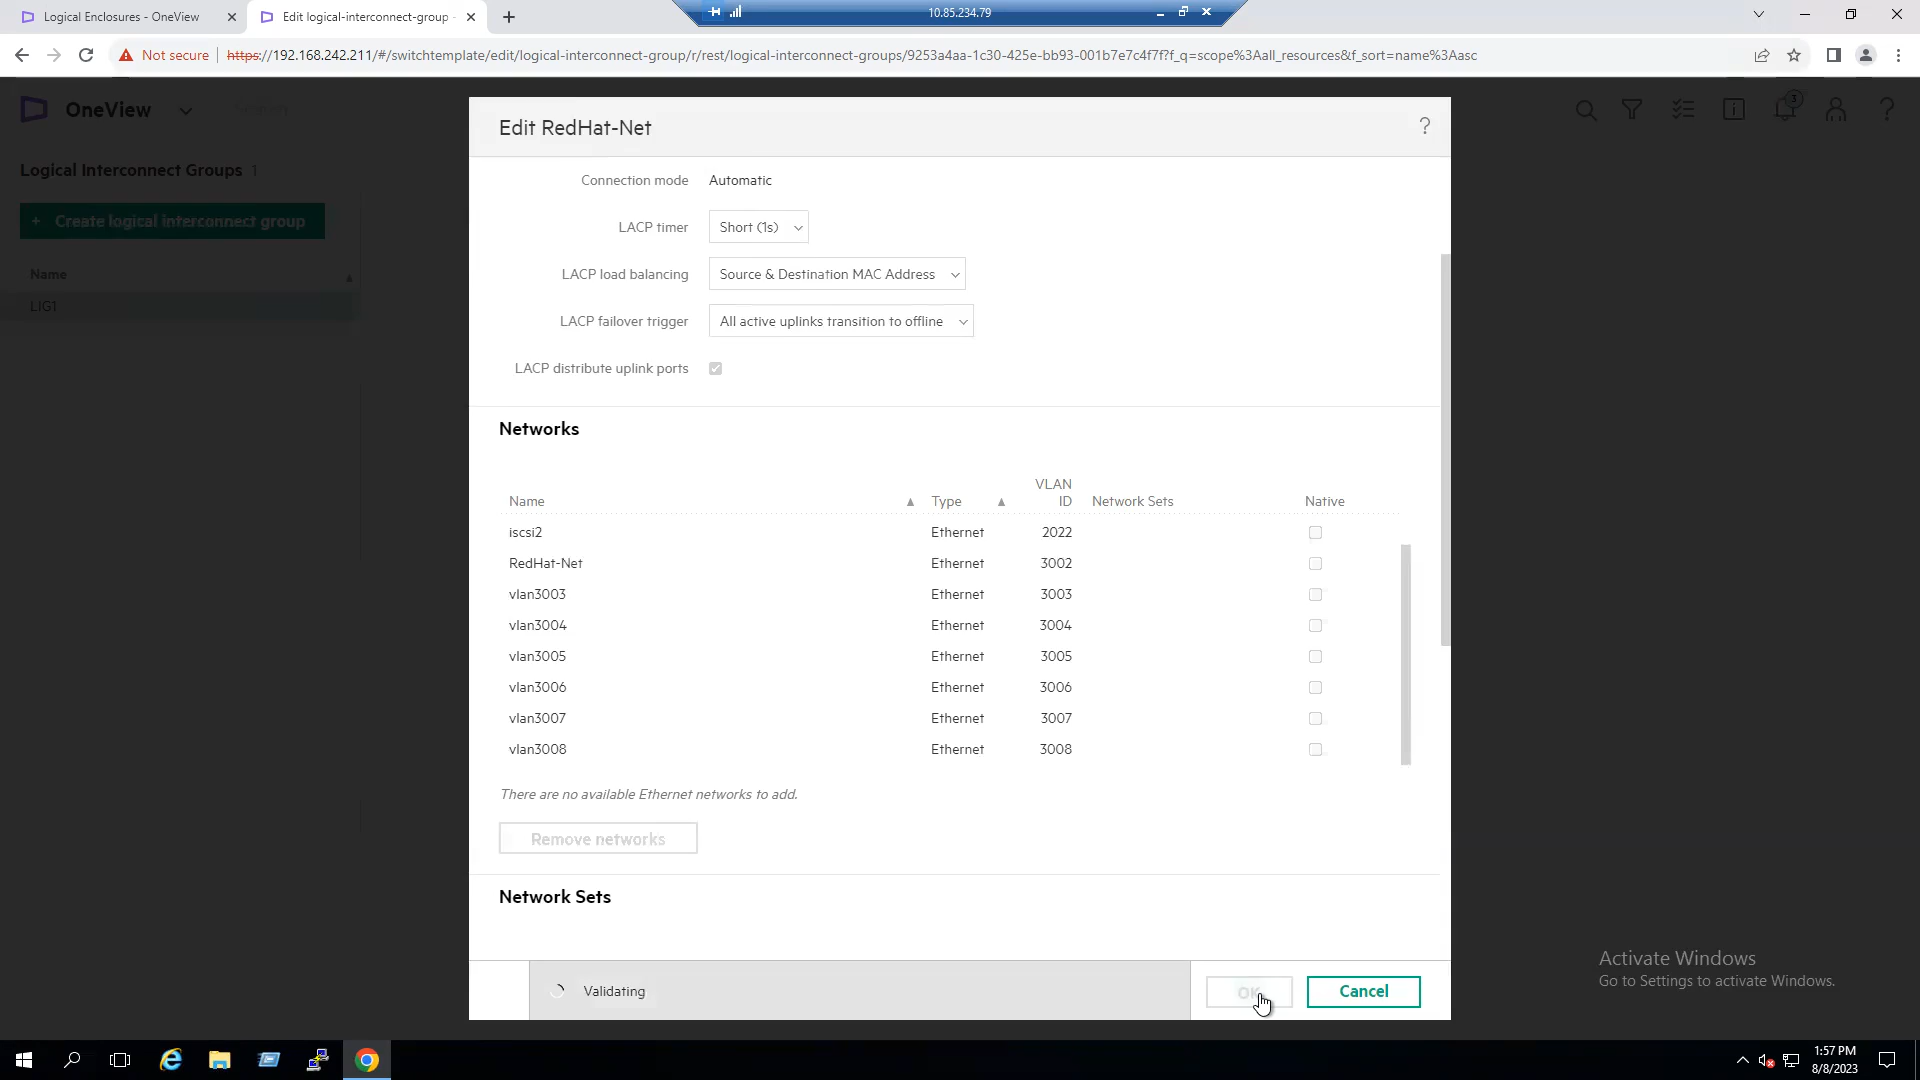 Logical Enclosures - OneView
Edit logical-interconnect-group -
10.85.234.79
Not secure
https://192.168.242.211/#/switchtemplate/edit/logical-interconnect-group/r/rest/logical-interconnect-groups/9253a4aa-1c30-425e-bb93-001b7e7c4f7f?f_q=scope%3Aall_resources&f_sort=name%3Aasc
OneView
3
Logical Interconnect Groups 1
+ Create logical interconnect group
Name
LIG1
Edit RedHat-Net
?
Connection mode Automatic
LACP timer Short (1s)
LACP load balancing Source & Destination MAC Address
LACP failover trigger All active uplinks transition to offline
LACP distribute uplink ports
Networks
Name Type VLAN ID Network Sets Native
iscsi2 Ethernet 2022
RedHat-Net Ethernet 3002
vlan3003 Ethernet 3003
vlan3004 Ethernet 3004
vlan3005 Ethernet 3005
vlan3006 Ethernet 3006
vlan3007 Ethernet 3007
vlan3008 Ethernet 3008
There are no available Ethernet networks to add.
Remove networks
Network Sets
Validating
OK
Cancel
Activate Windows
Go to Settings to activate Windows.
1:57 PM
8/8/2023